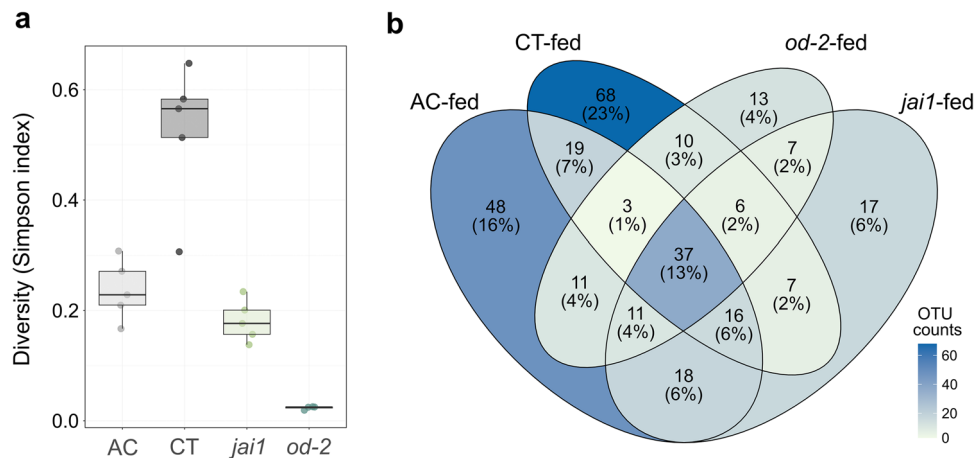 a
Diversity (Simpson index)
0.6
0.4
0.2
0.0
AC
CT
jai1
od-2
b
CT-fed
od-2-fed
AC-fed
jai1-fed
68
(23%)
13
(4%)
19
(7%)
10
(3%)
7
(2%)
48
(16%)
3
(1%)
6
(2%)
17
(6%)
37
(13%)
11
(4%)
7
(2%)
11
(4%)
16
(6%)
18
(6%)
OTU
counts
60
40
20
0